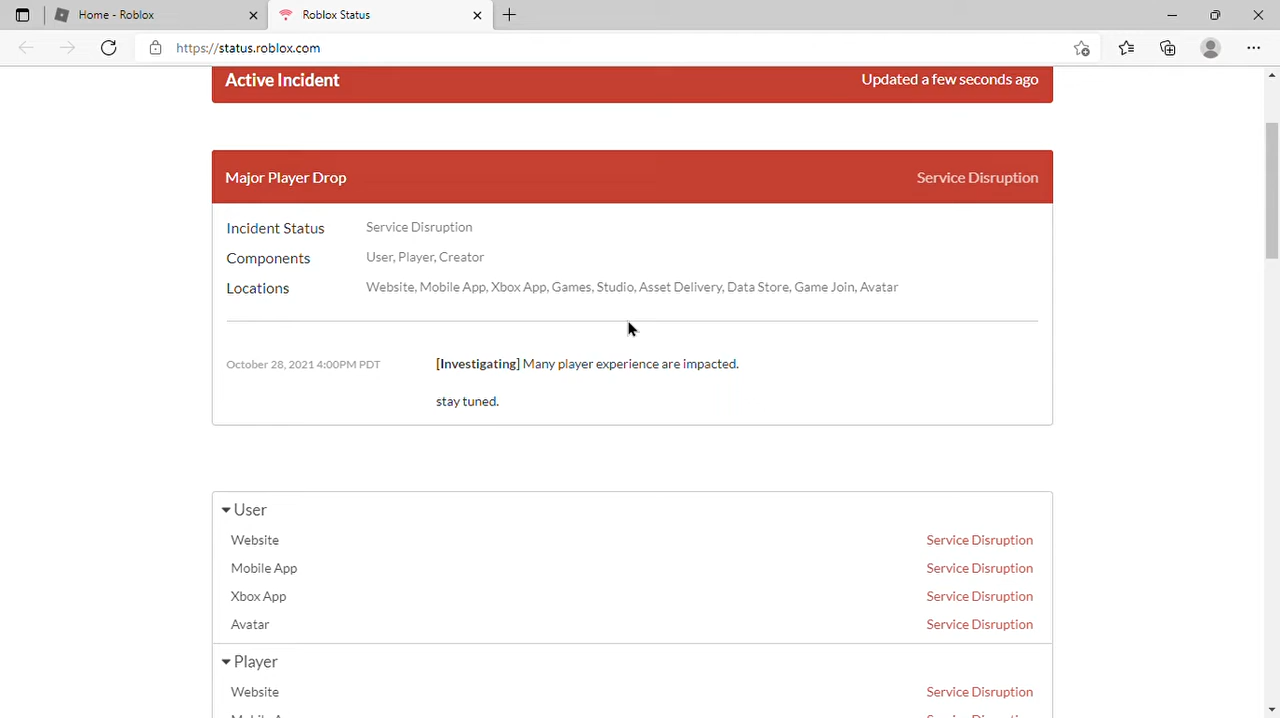 Home - Roblox
Roblox Status
https://status.roblox.com
Active Incident Updated a few seconds ago
Major Player Drop Service Disruption
Incident Status Service Disruption
Components User, Player, Creator
Locations Website, Mobile App, Xbox App, Games, Studio, Asset Delivery, Data Store, Game Join, Avatar
October 28, 2021 4:00PM PDT [Investigating] Many player experience are impacted.
stay tuned.
User
Website Service Disruption
Mobile App Service Disruption
Xbox App Service Disruption
Avatar Service Disruption
Player
Website Service Disruption